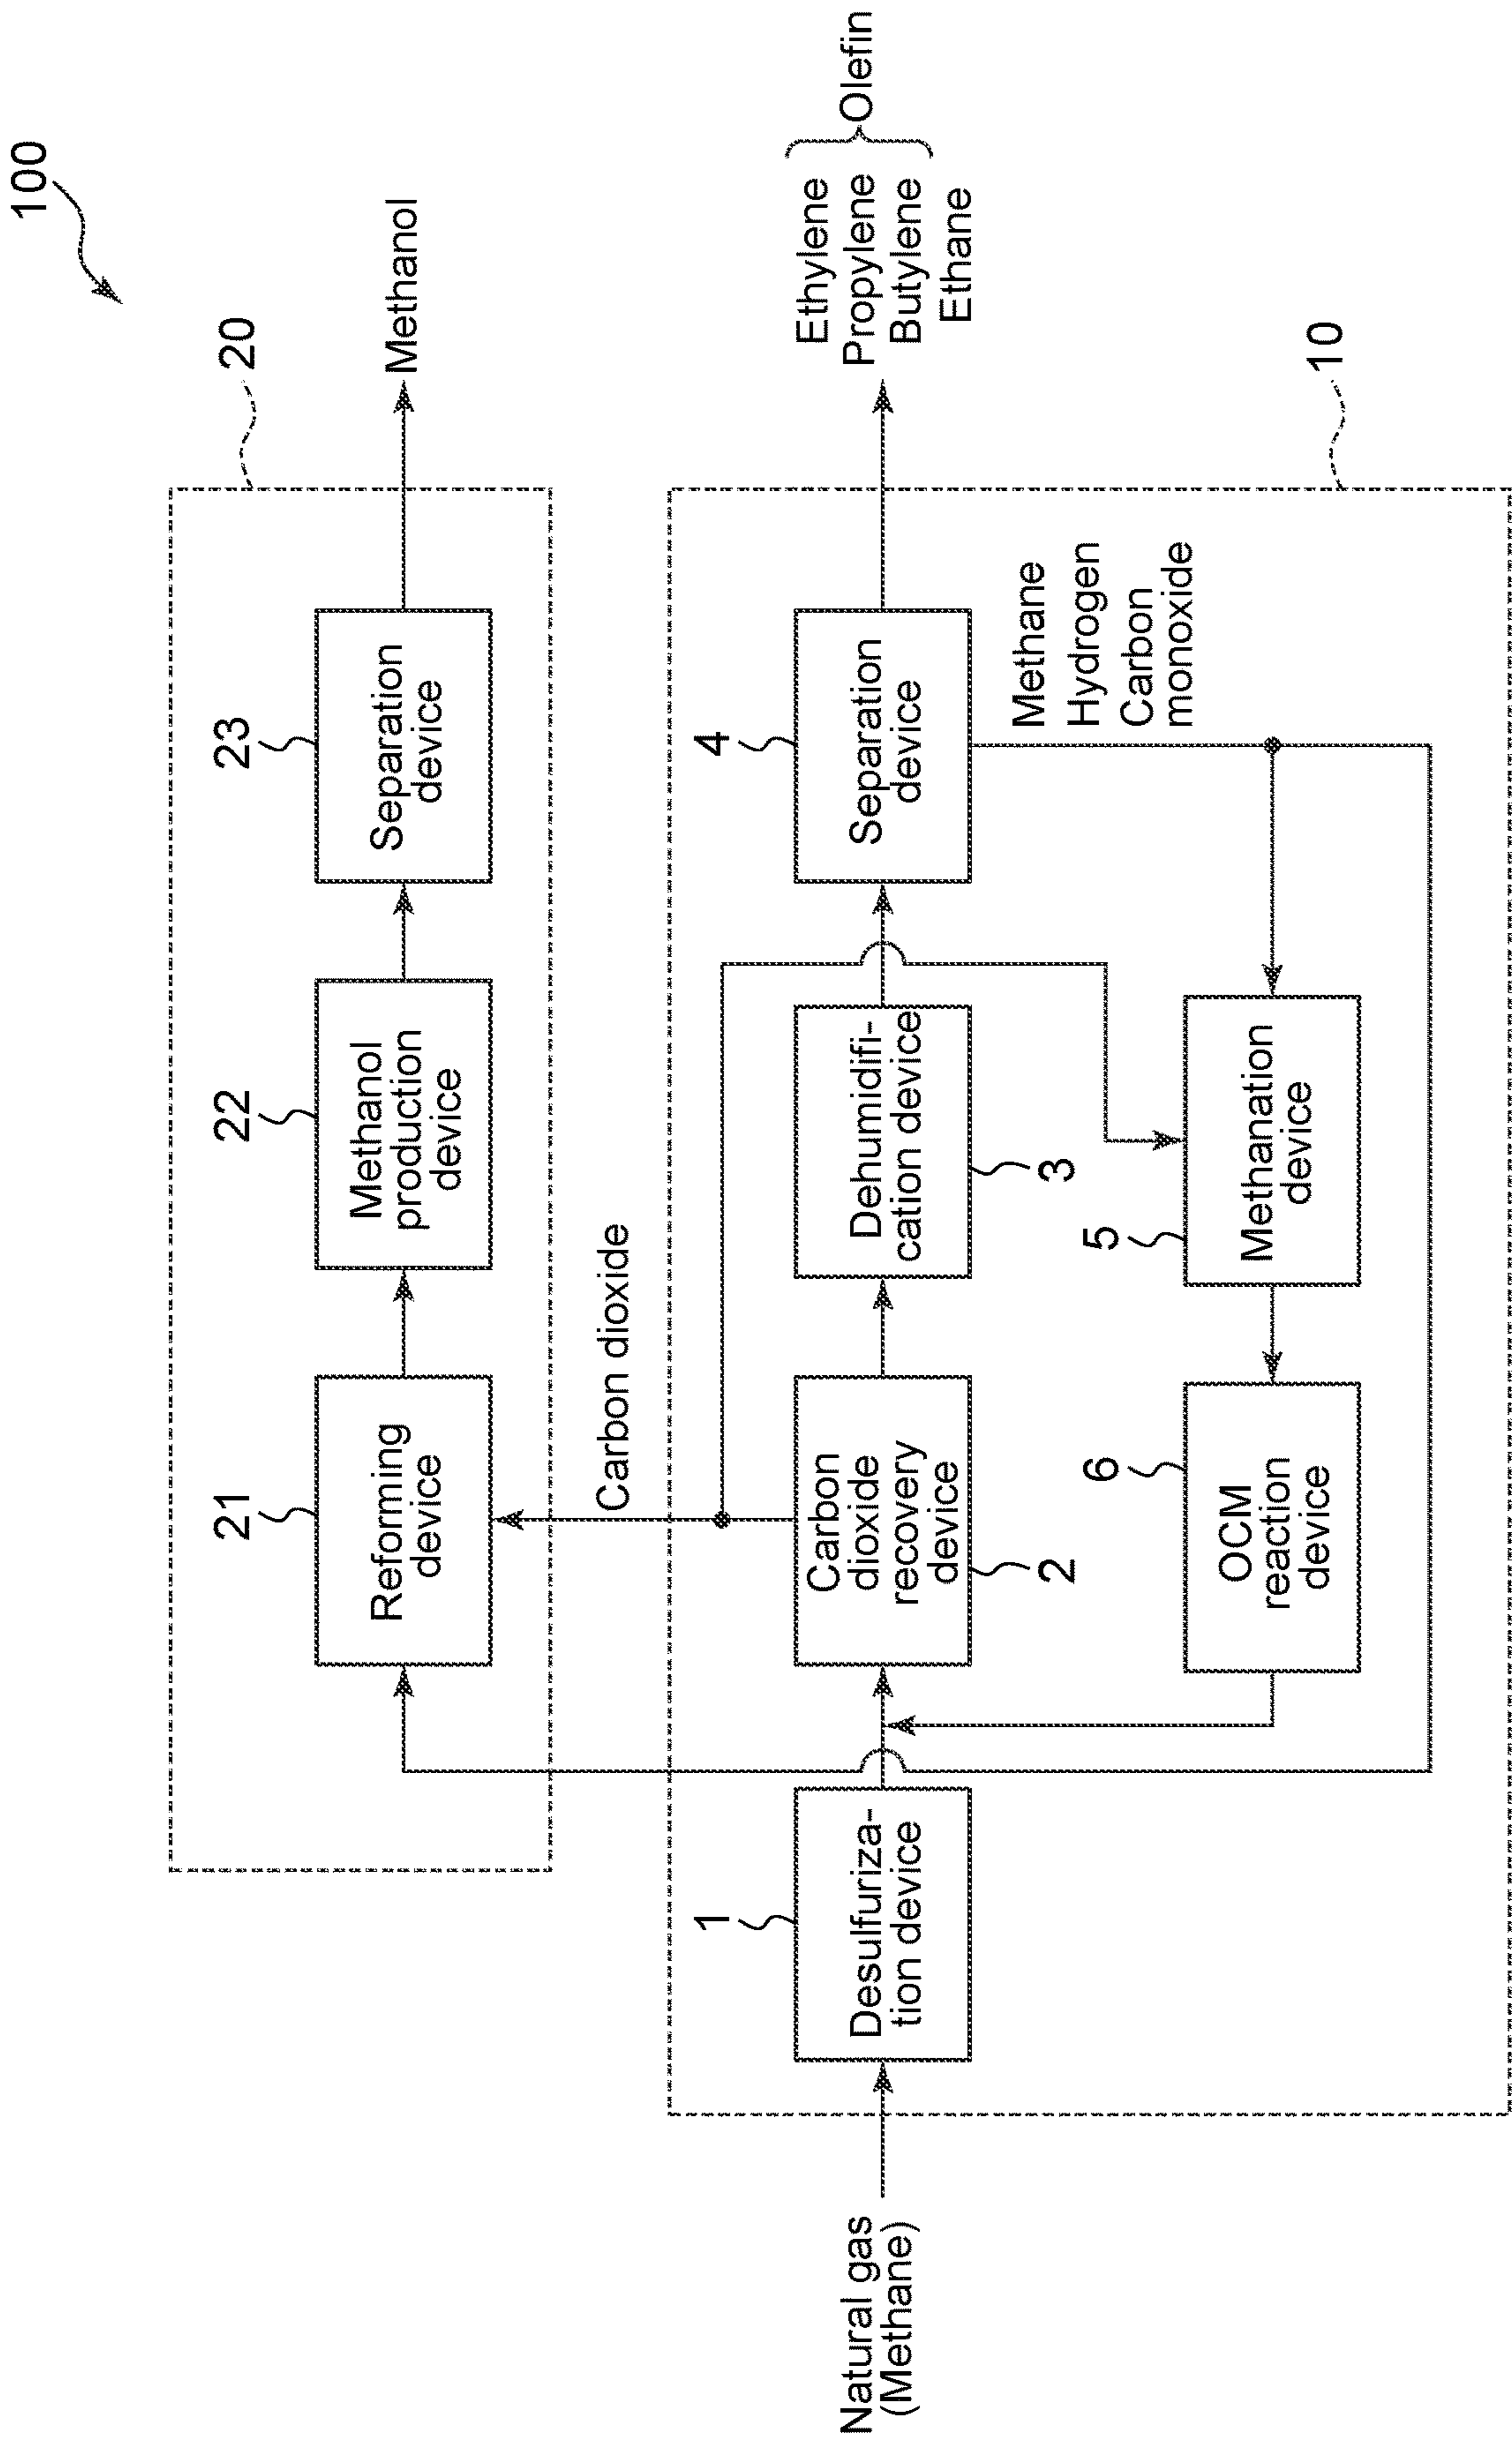 100
20
21
Reforming
device
22
Methanol
production
device
23
Separation
device
Methanol
Carbon dioxide
Natural gas
(Methane)
1
Desulfuriza-
tion device
Carbon
dioxide
recovery
device
2
Dehumidifi-
cation device
3
4
Separation
device
Ethylene
Propylene
Butylene
Ethane
Olefin
Methane
Hydrogen
Carbon
monoxide
6
OCM
reaction
device
5
Methanation
device
10